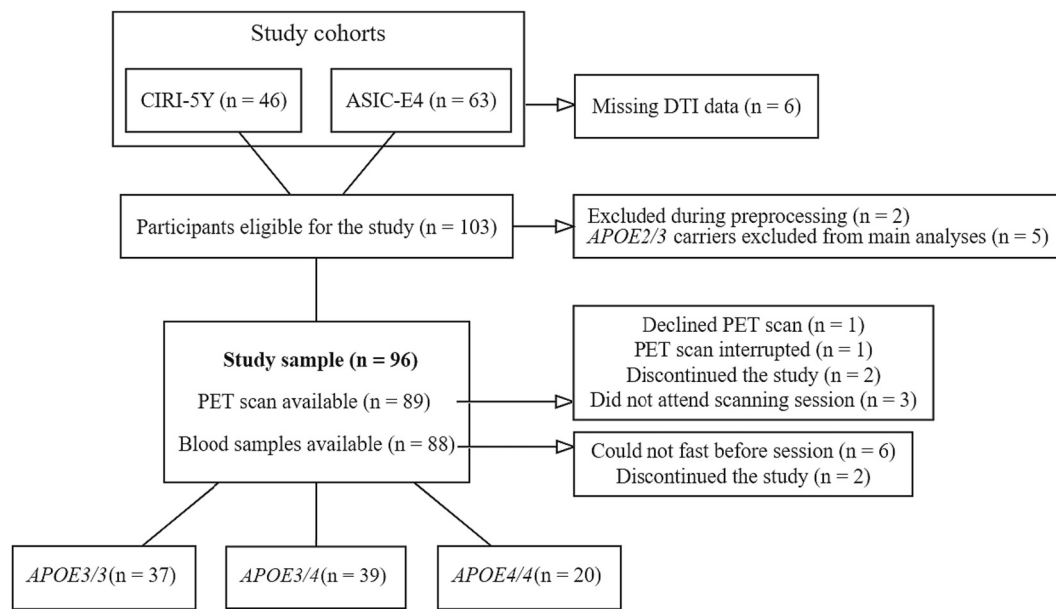 Study cohorts
CIRI-5Y (n = 46)
ASIC-E4 (n = 63)
Missing DTI data (n = 6)
Participants eligible for the study (n = 103)
Excluded during preprocessing (n = 2)
APOE2/3 carriers excluded from main analyses (n = 5)
Study sample (n = 96)
PET scan available (n = 89)
Blood samples available (n = 88)
Declined PET scan (n = 1)
PET scan interrupted (n = 1)
Discontinued the study (n = 2)
Did not attend scanning session (n = 3)
Could not fast before session (n = 6)
Discontinued the study (n = 2)
APOE3/3(n = 37)
APOE3/4(n = 39)
APOE4/4(n = 20)